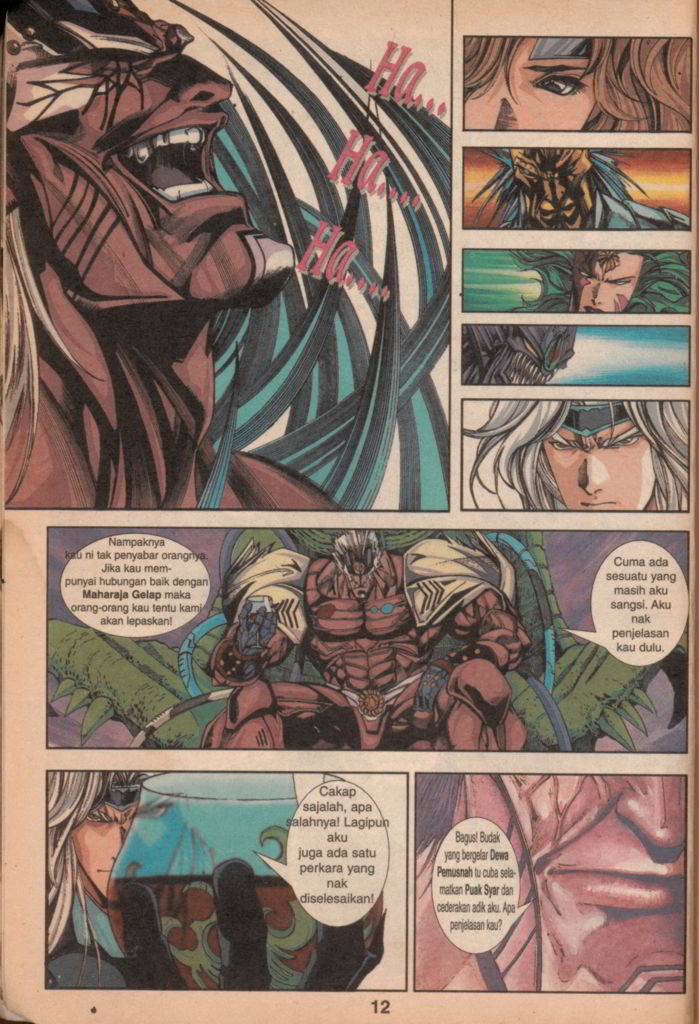 Ha...
Ha....
Ha....
Nampaknya
kau ni tak penyabar orangnya.
Jika kau mem-
punyai hubungan baik dengan
Maharaja Gelap maka
orang-orang kau tentu kami
akan lepaskan!
Cuma ada
sesuatu yang
masih aku
sangsi. Aku
nak
penjelasan
kau dulu.
Cakap
sajalah, apa
salahnya! Lagipun
aku
juga ada satu
perkara yang
nak
diselesaikan!
Bagus! Budak
yang bergelar Dewa
Pemusnah tu cuba sela-
matkan Puak Syar dan
cederakan adik aku. Apa
penjelasan kau?
12